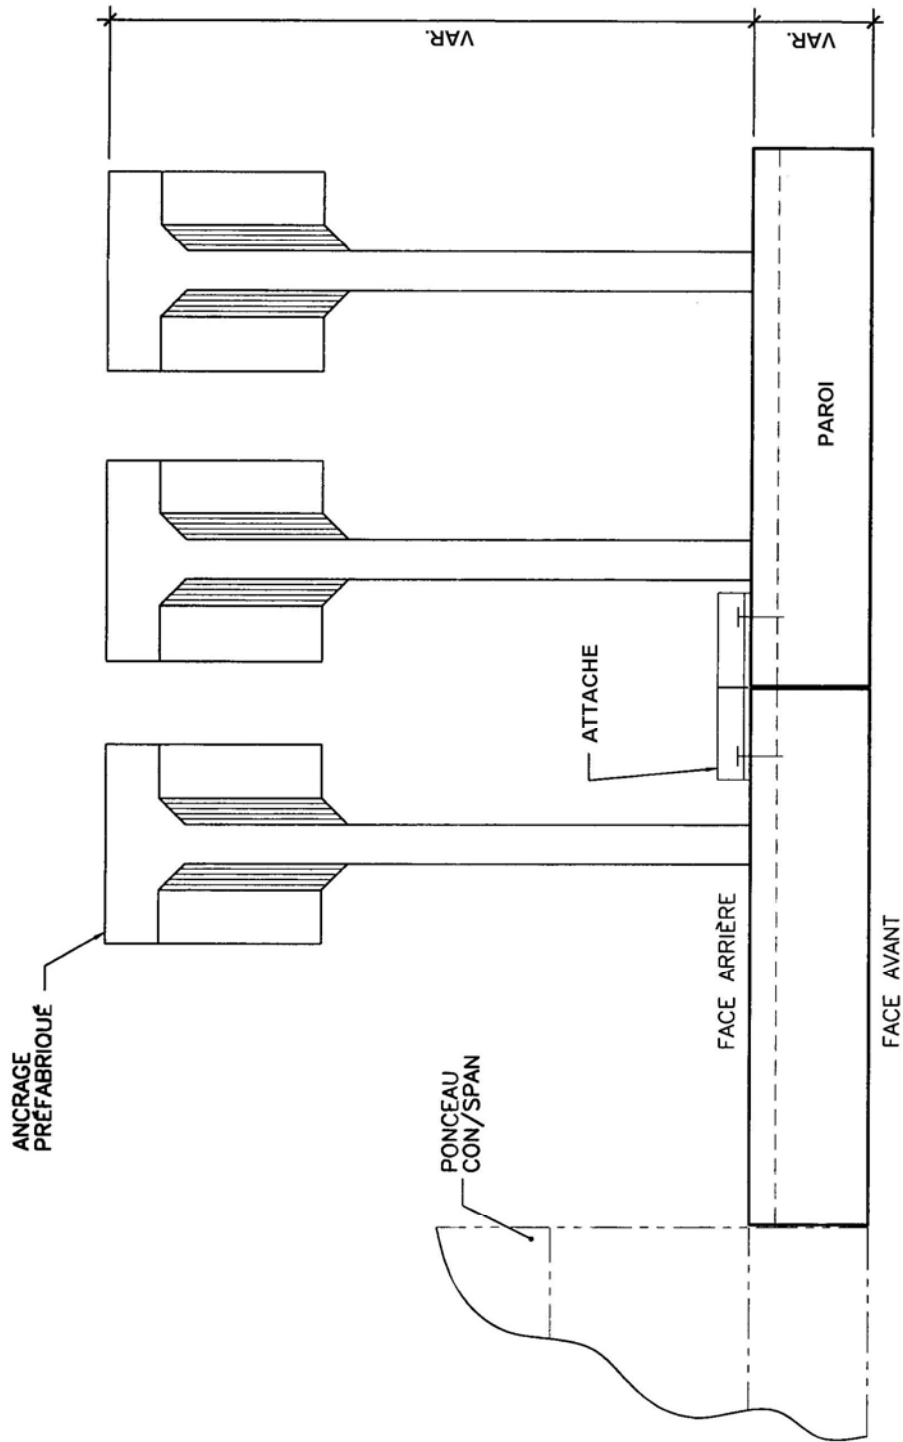 ANCRAGE
PRÉFABRIQUÉ
PONCEAU
CON/SPAN
FACE ARRIÈRE
FACE AVANT
ATTACHE
PAROI
VAR.
VAR.